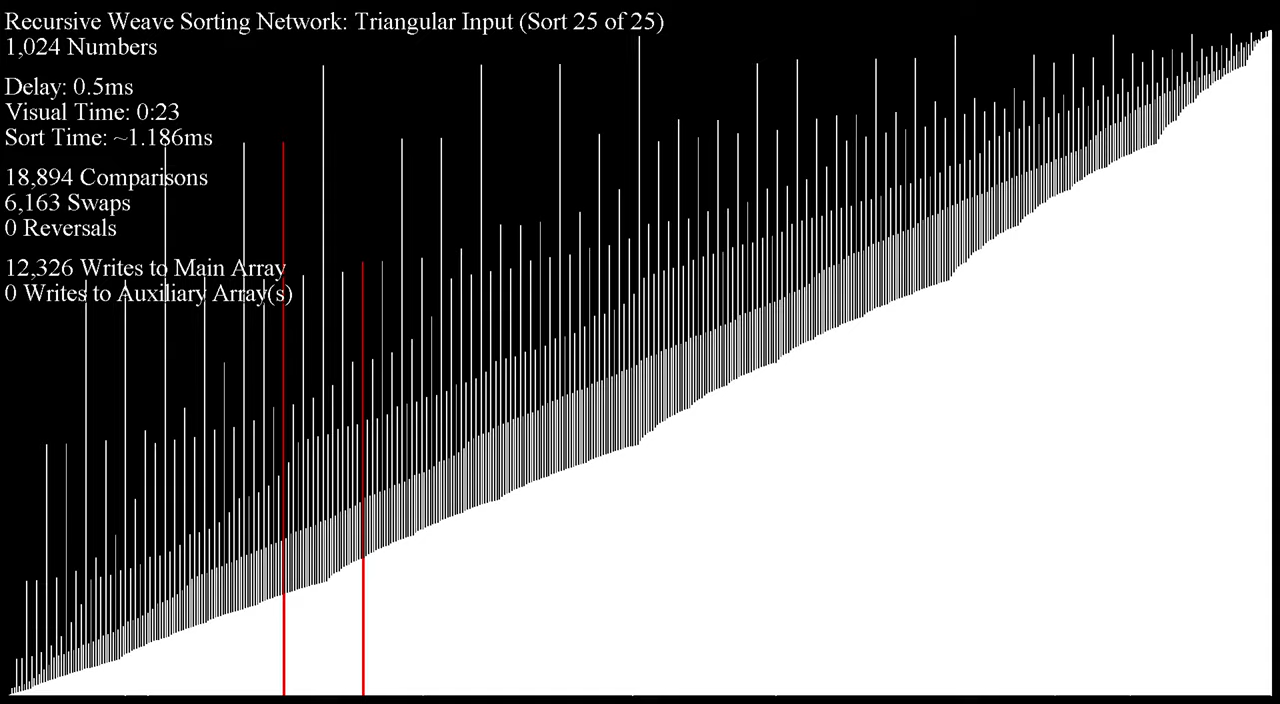 Recursive Weave Sorting Network: Triangular Input (Sort 25 of 25)
1,024 Numbers
Delay: 0.5ms
Visual Time: 0:23
Sort Time: ~1.186ms
18,894 Comparisons
6,163 Swaps
0 Reversals
12,326 Writes to Main Array
0 Writes to Auxiliary Array(s)